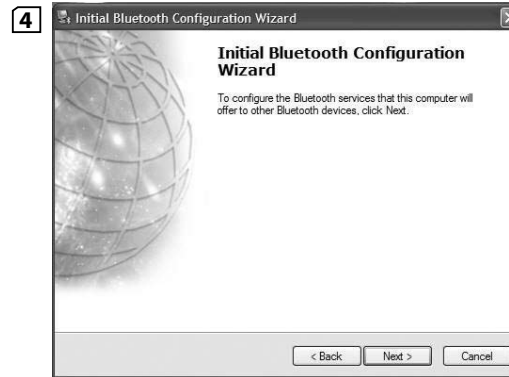 4
Initial Bluetooth Configuration Wizard
Initial Bluetooth Configuration
Wizard
To configure the Bluetooth services that this computer will
offer to other Bluetooth devices, click Next.
< Back Next > Cancel